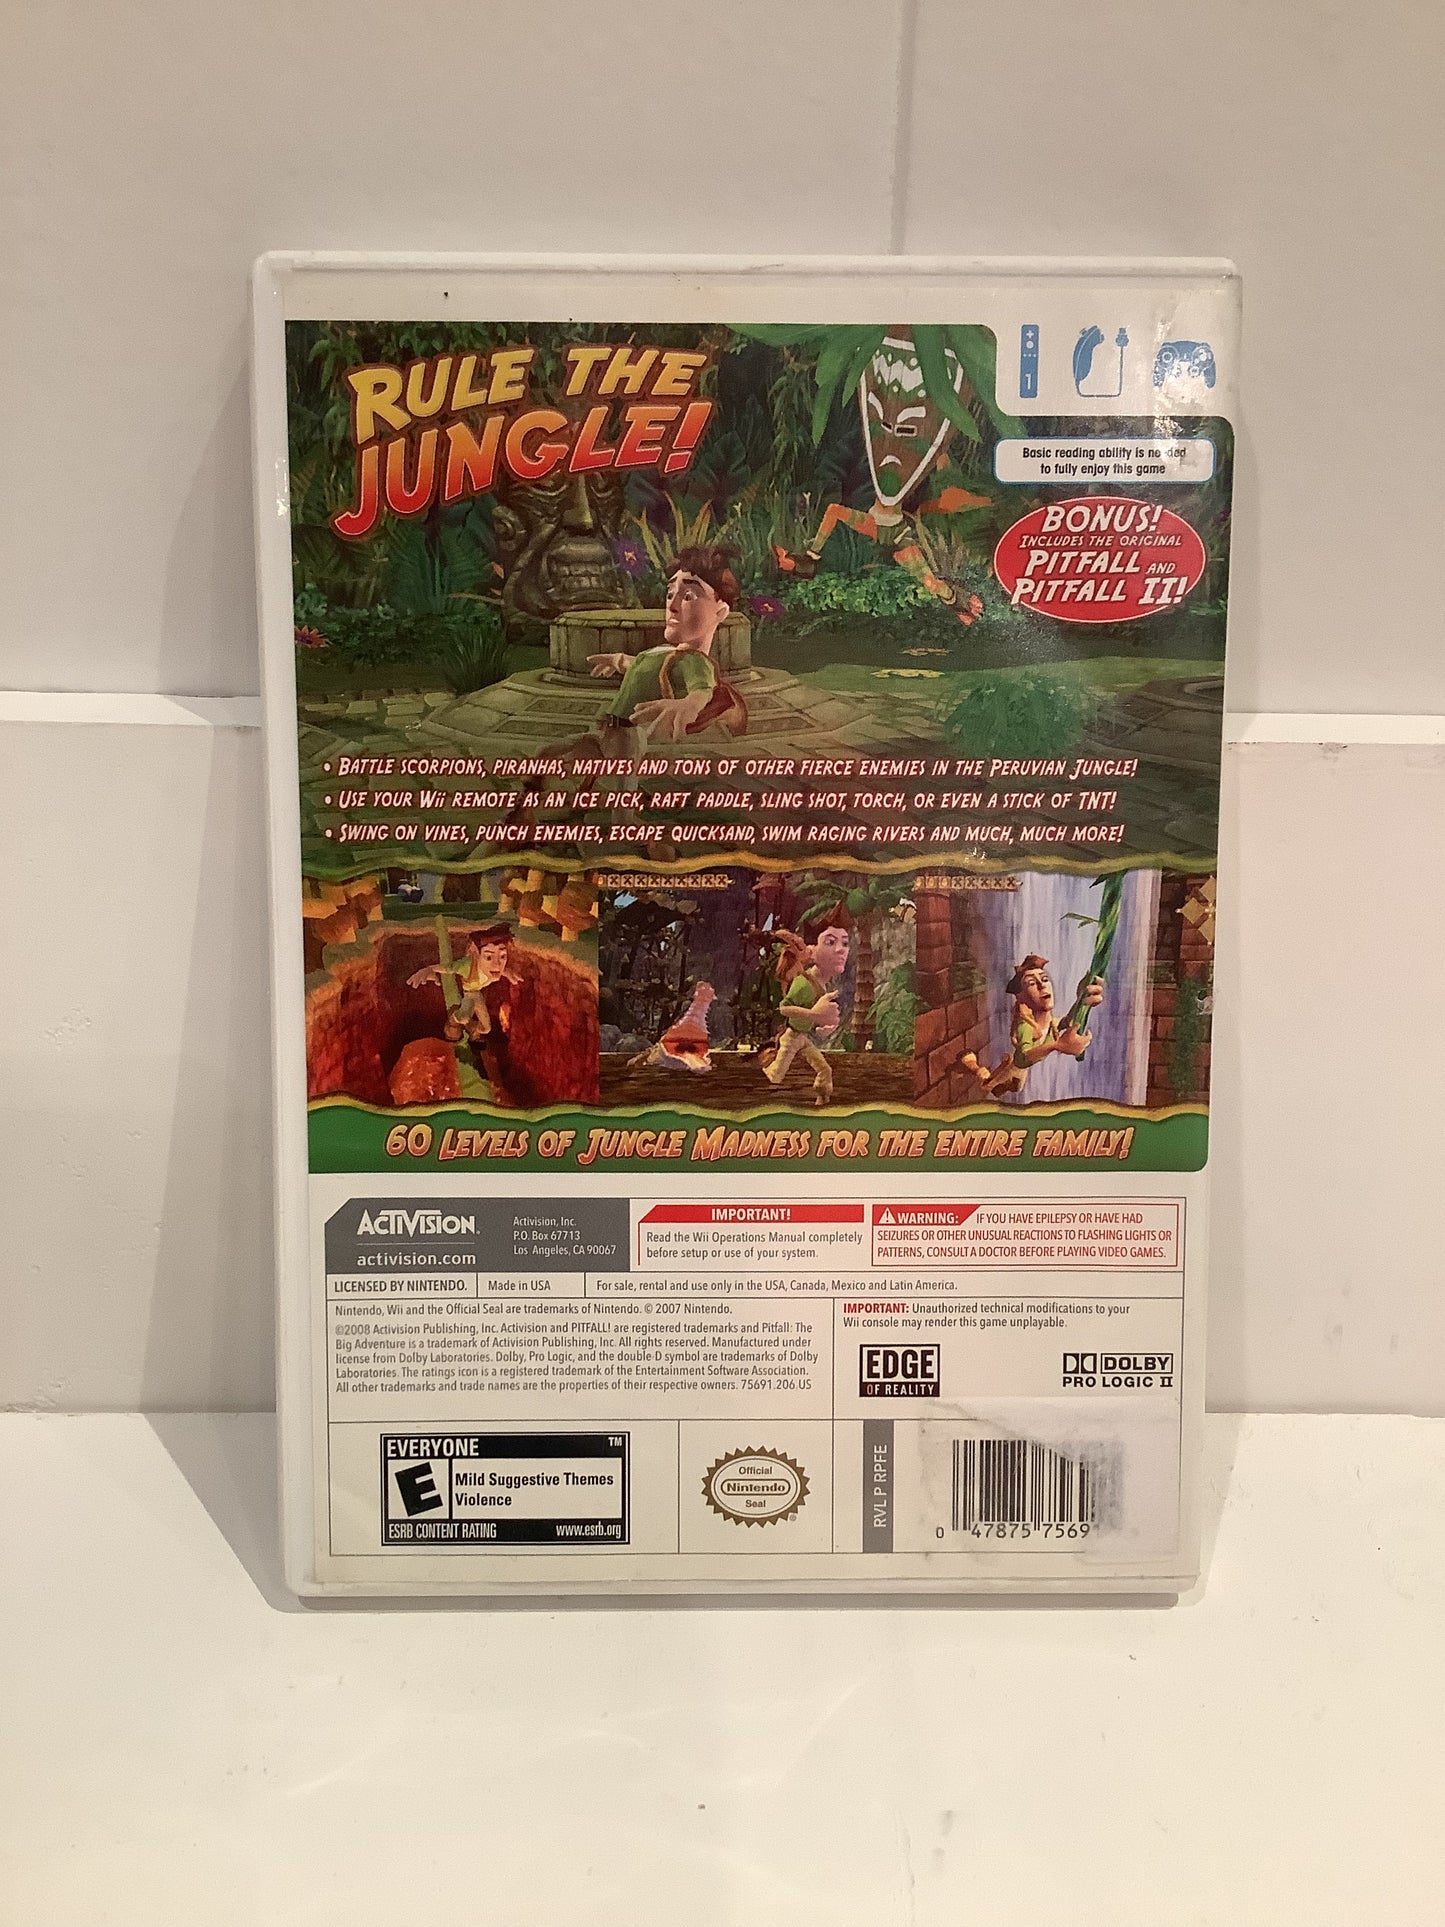 RULE THE
JUNGLE!
1
Basic reading ability is needed
to fully enjoy this game
BONUS!
INCLUDES THE ORIGINAL
PITFALL AND
PITFALL II!
• BATTLE SCORPIONS, PIRANHAS, NATIVES AND TONS OF OTHER FIERCE ENEMIES IN THE PERUVIAN JUNGLE!
• USE YOUR Wii REMOTE AS AN ICE PICK, RAFT PADDLE, SLING SHOT, TORCH, OR EVEN A STICK OF TNT!
• SWING ON VINES, PUNCH ENEMIES, ESCAPE QUICKSAND, SWIM RAGING RIVERS AND MUCH, MUCH MORE!
60 LEVELS OF JUNGLE MADNESS FOR THE ENTIRE FAMILY!
ACTIVISION®
activision.com
Activision, Inc.
P.O. Box 67713
Los Angeles, CA 90067
IMPORTANT!
Read the Wii Operations Manual completely
before setup or use of your system.
WARNING: IF YOU HAVE EPILEPSY OR HAVE HAD
SEIZURES OR OTHER UNUSUAL REACTIONS TO FLASHING LIGHTS OR
PATTERNS, CONSULT A DOCTOR BEFORE PLAYING VIDEO GAMES.
LICENSED BY NINTENDO. Made in USA For sale, rental and use only in the USA, Canada, Mexico and Latin America.
Nintendo, Wii and the Official Seal are trademarks of Nintendo. © 2007 Nintendo.
©2008 Activision Publishing, Inc. Activision and PITFALL! are registered trademarks and Pitfall: The
Big Adventure is a trademark of Activision Publishing, Inc. All rights reserved. Manufactured under
license from Dolby Laboratories. Dolby, Pro Logic, and the double-D symbol are trademarks of Dolby
Laboratories. The ratings icon is a registered trademark of the Entertainment Software Association.
All other trademarks and trade names are the properties of their respective owners. 75691.206.US
IMPORTANT: Unauthorized technical modifications to your
Wii console may render this game unplayable.
EDGE
OF REALITY
DOLBY
PRO LOGIC II
EVERYONE TM
E
Mild Suggestive Themes
Violence
ESRB CONTENT RATING www.esrb.org
Official
Nintendo
Seal
®
RVL P RPFE
0 47875 7569